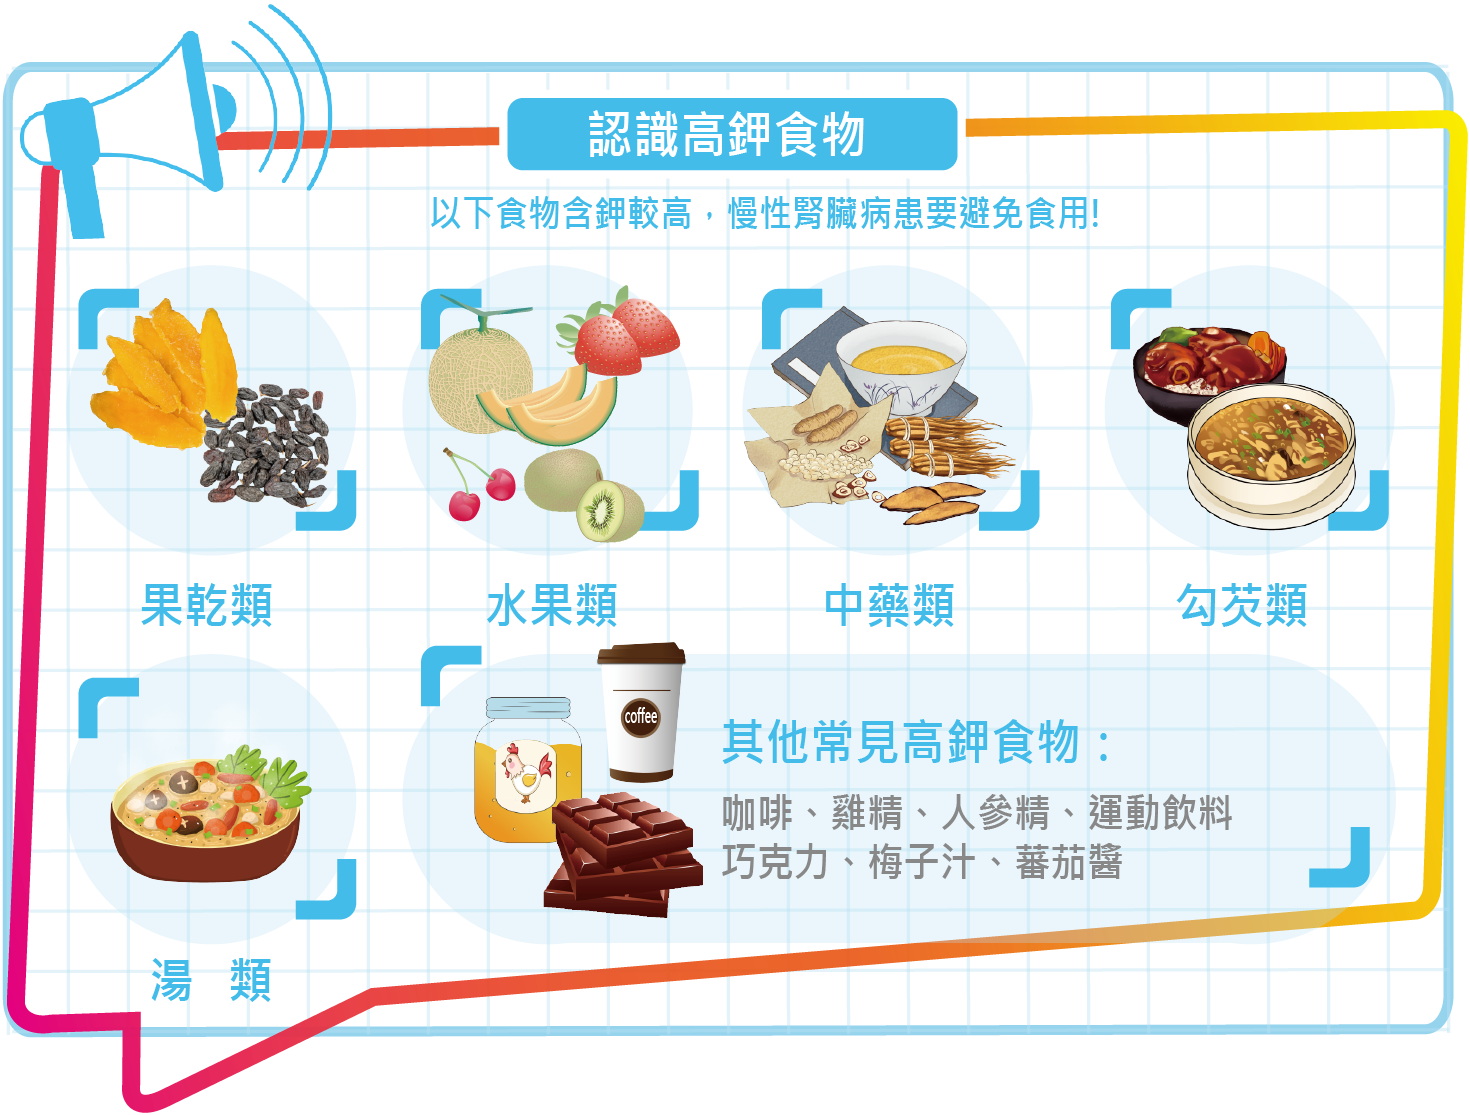 認識高鉀食物
以下食物含鉀較高，慢性腎臟病患要避免食用!
果乾類
水果類
中藥類
勾芡類
湯 類
coffee
其他常見高鉀食物：
咖啡、雞精、人參精、運動飲料
巧克力、梅子汁、蕃茄醬